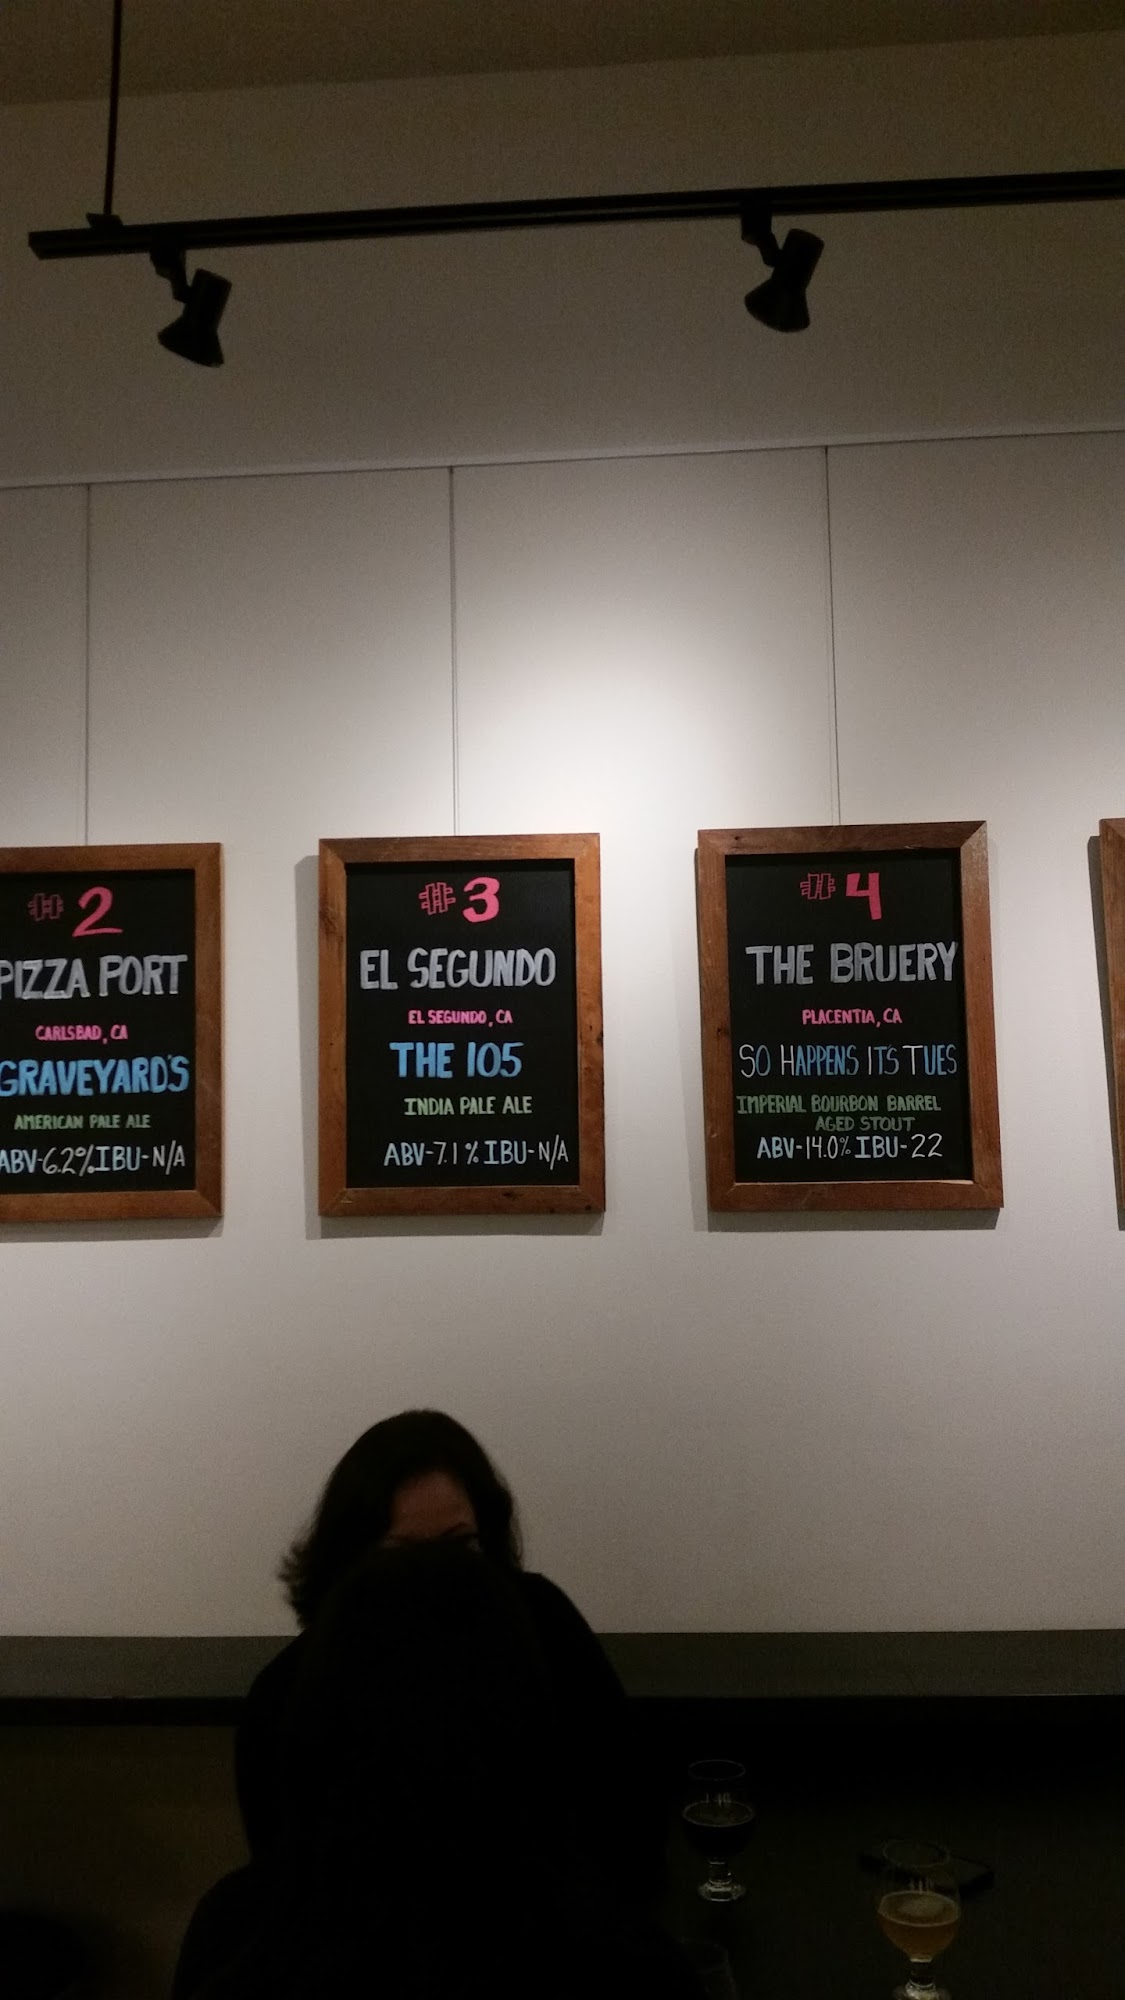 #2
PIZZA PORT
CARLSBAD, CA
GRAVEYARD'S
AMERICAN PALE ALE
ABV-6.2% IBU-N/A
#3
EL SEGUNDO
EL SEGUNDO, CA
THE 105
INDIA PALE ALE
ABV-7.1% IBU-N/A
#4
THE BRUERY
PLACENTIA, CA
SO HAPPENS IT'S TUES
IMPERIAL BOURBON BARREL
AGED STOUT
ABV-14.0% IBU-22